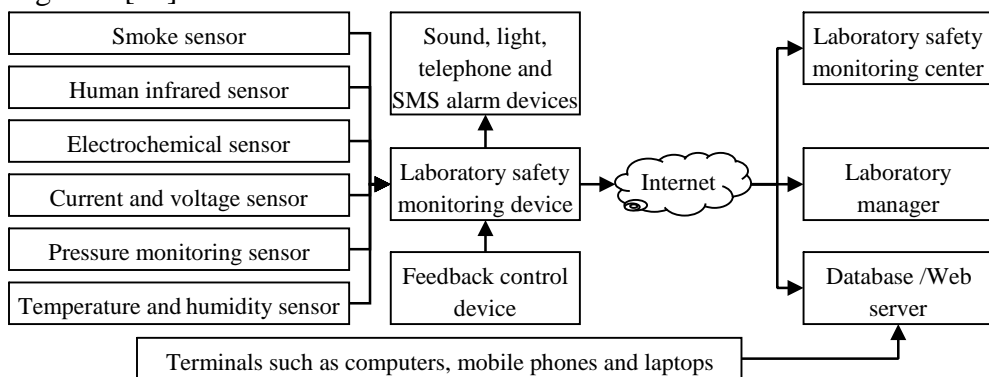 Smoke sensor
Human infrared sensor
Electrochemical sensor
Current and voltage sensor
Pressure monitoring sensor
Temperature and humidity sensor
Sound, light,
telephone and
SMS alarm devices
Laboratory safety
monitoring device
Feedback control
device
Internet
Laboratory safety
monitoring center
Laboratory
manager
Database /Web
server
Terminals such as computers, mobile phones and laptops